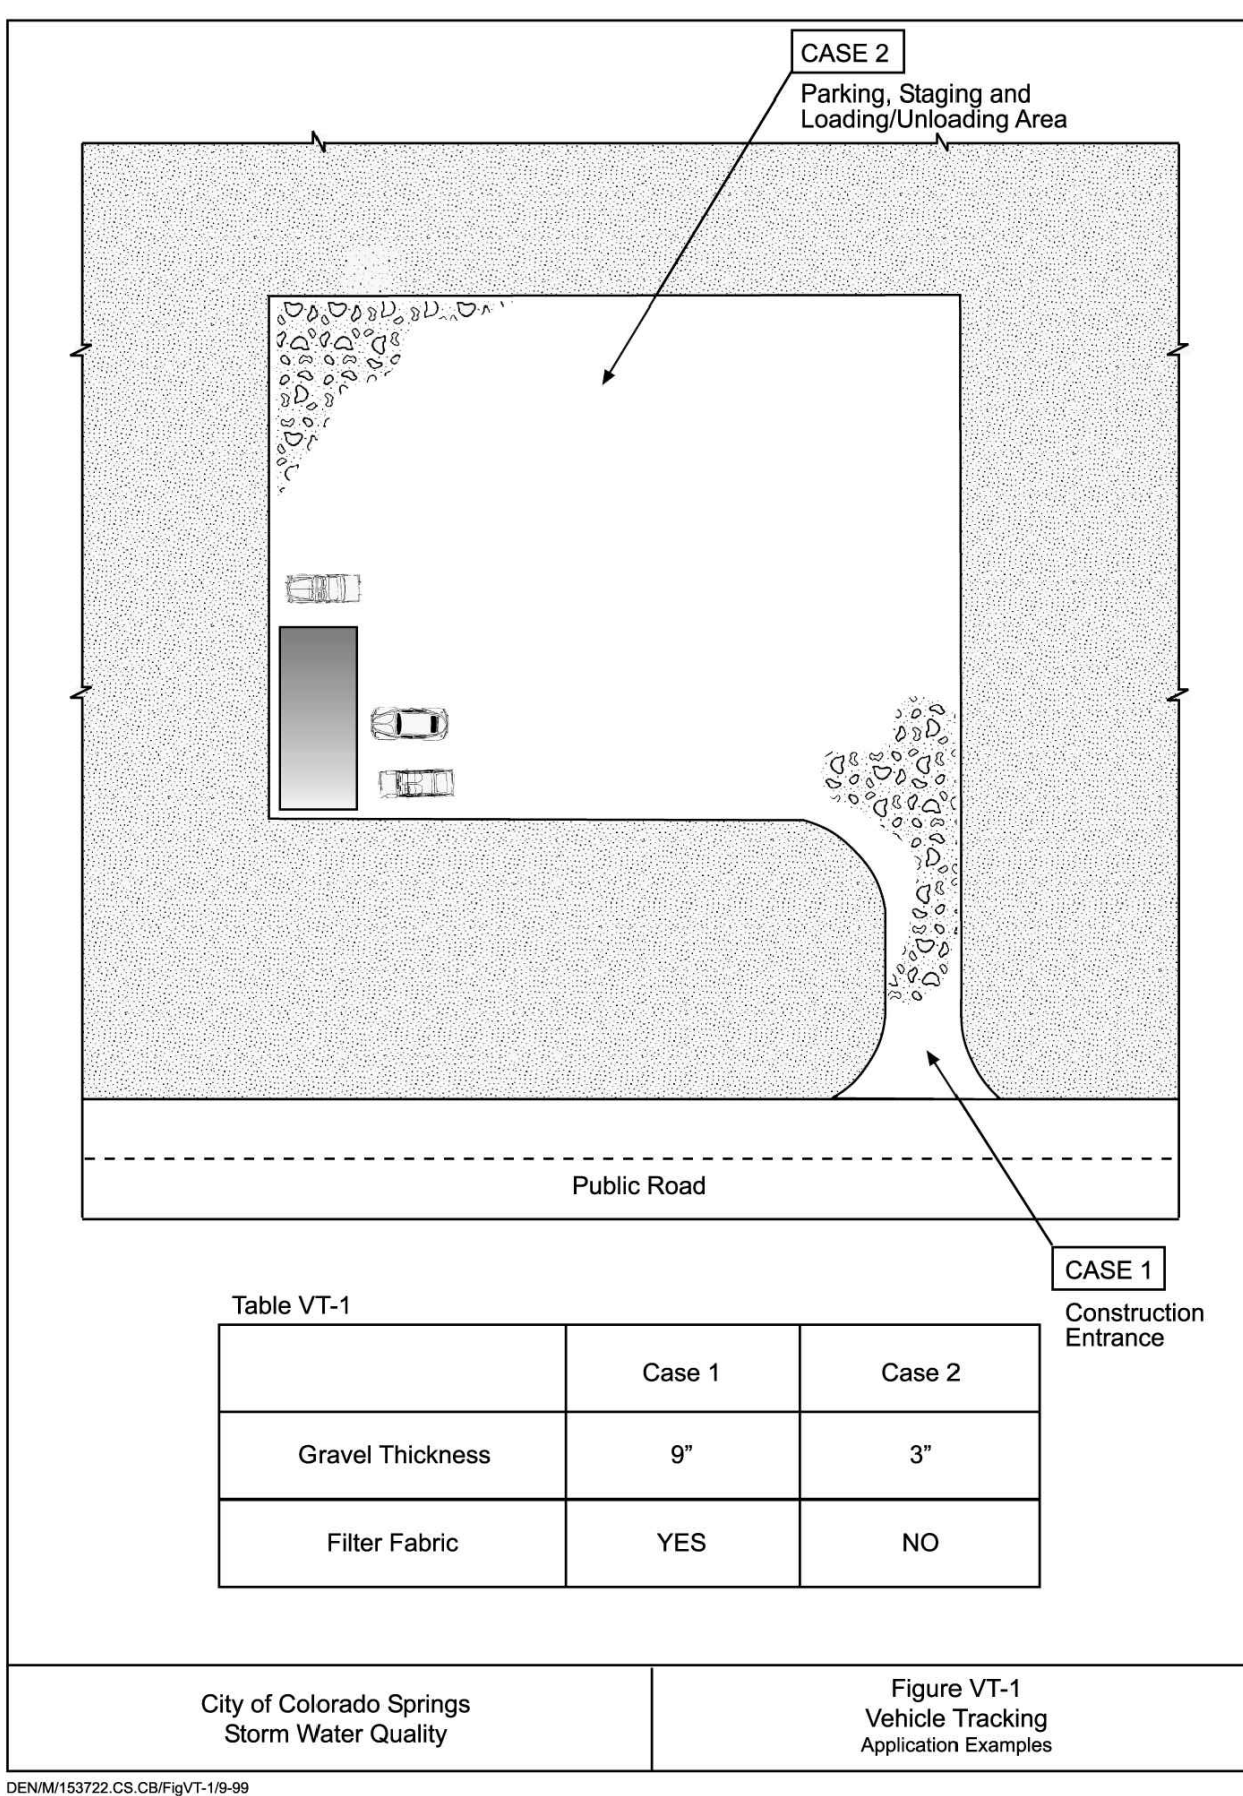 CASE 2
Parking, Staging and
Loading/Unloading Area
Public Road
CASE 1
Construction
Entrance
Table VT-1
Case 1 Case 2
Gravel Thickness 9” 3”
Filter Fabric YES NO
City of Colorado Springs
Storm Water Quality
Figure VT-1
Vehicle Tracking
Application Examples
DEN/M/153722.CS.CB/FigVT-1/9-99